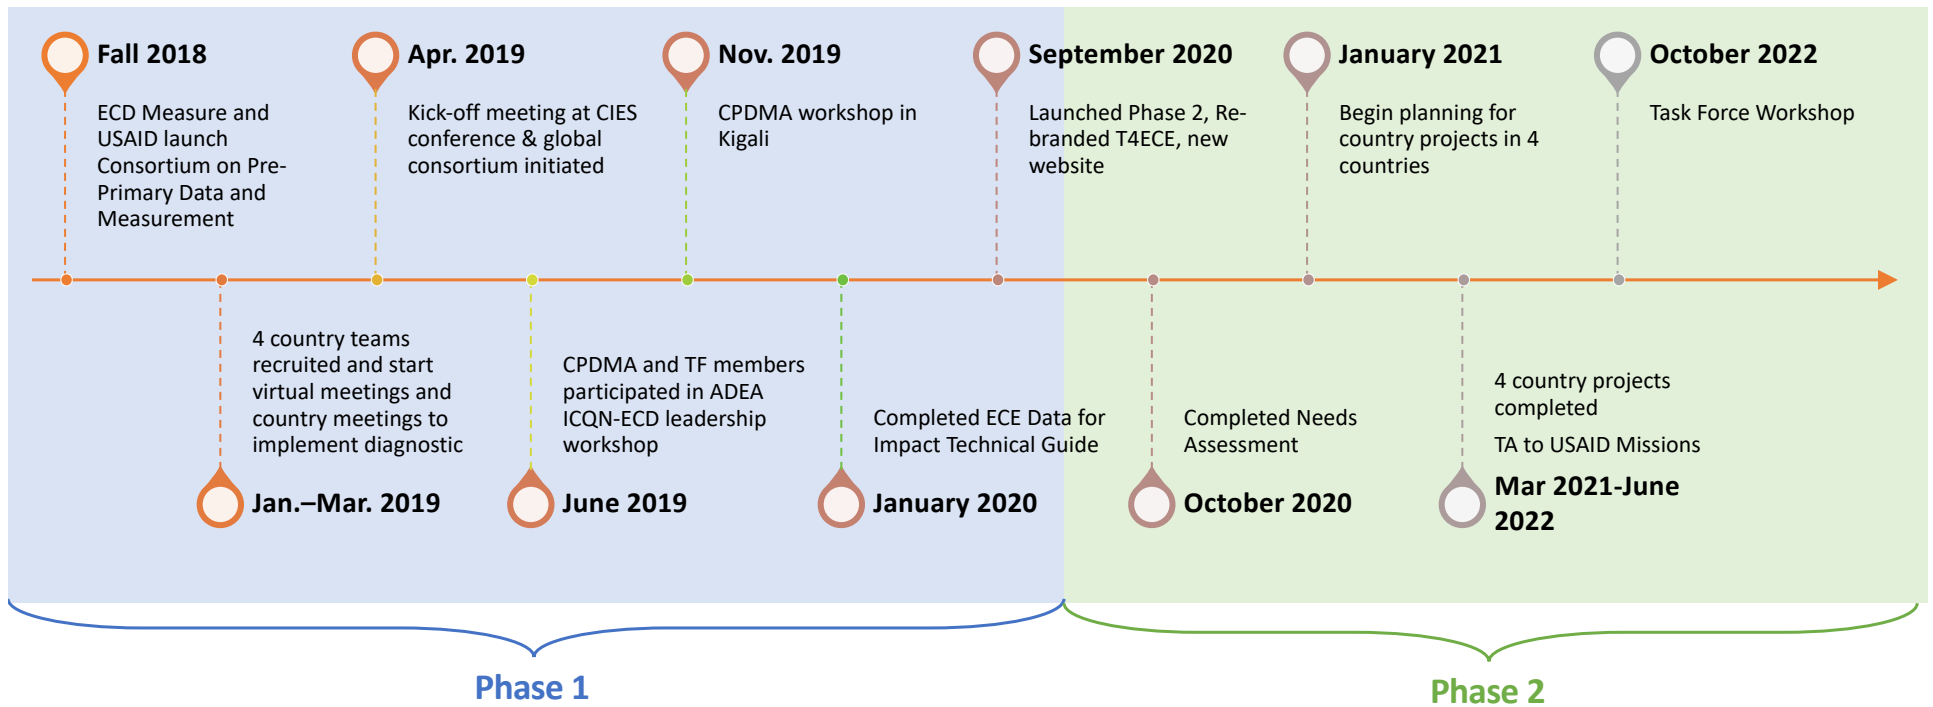 Fall 2018
ECD Measure and
USAID launch
Consortium on Pre-
Primary Data and
Measurement
Apr. 2019
Kick-off meeting at CIES
conference & global
consortium initiated
Nov. 2019
CPDMA workshop in
Kigali
September 2020
Launched Phase 2, Re-
branded T4ECE, new
website
January 2021
Begin planning for
country projects in 4
countries
October 2022
Task Force Workshop
4 country teams
recruited and start
virtual meetings and
country meetings to
implement diagnostic
Jan.–Mar. 2019
CPDMA and TF members
participated in ADEA
ICQN-ECD leadership
workshop
June 2019
Completed ECE Data for
Impact Technical Guide
January 2020
Completed Needs
Assessment
October 2020
4 country projects
completed
TA to USAID Missions
Mar 2021-June
2022
Phase 1
Phase 2